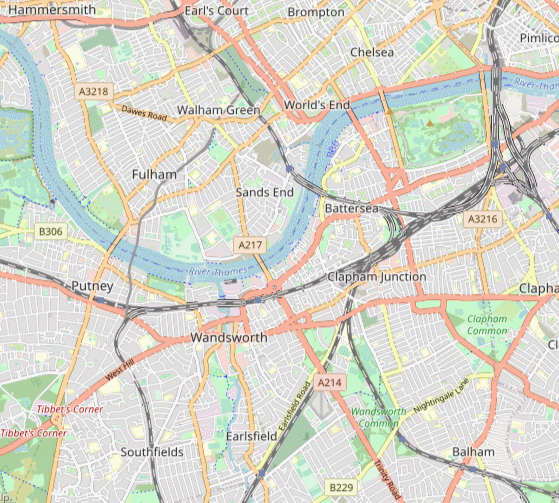 Hammersmith
Earl's Court
Brompton
Pimlico
Chelsea
A3218
Dawes Road
Walham Green
World's End
River Thames
Fulham
Sands End
Battersea
A3216
B306
A217
River Thames
Clapham Junction
Putney
Clapha
Clapham
Common
Wandsworth
West Hill
A214
Earlsfield Road
Nightingale Lane
Tibbet's Corner
Wandsworth
Common
Tibbet's Corner
Earlsfield
Southfields
Balham
Trinity Road
B229